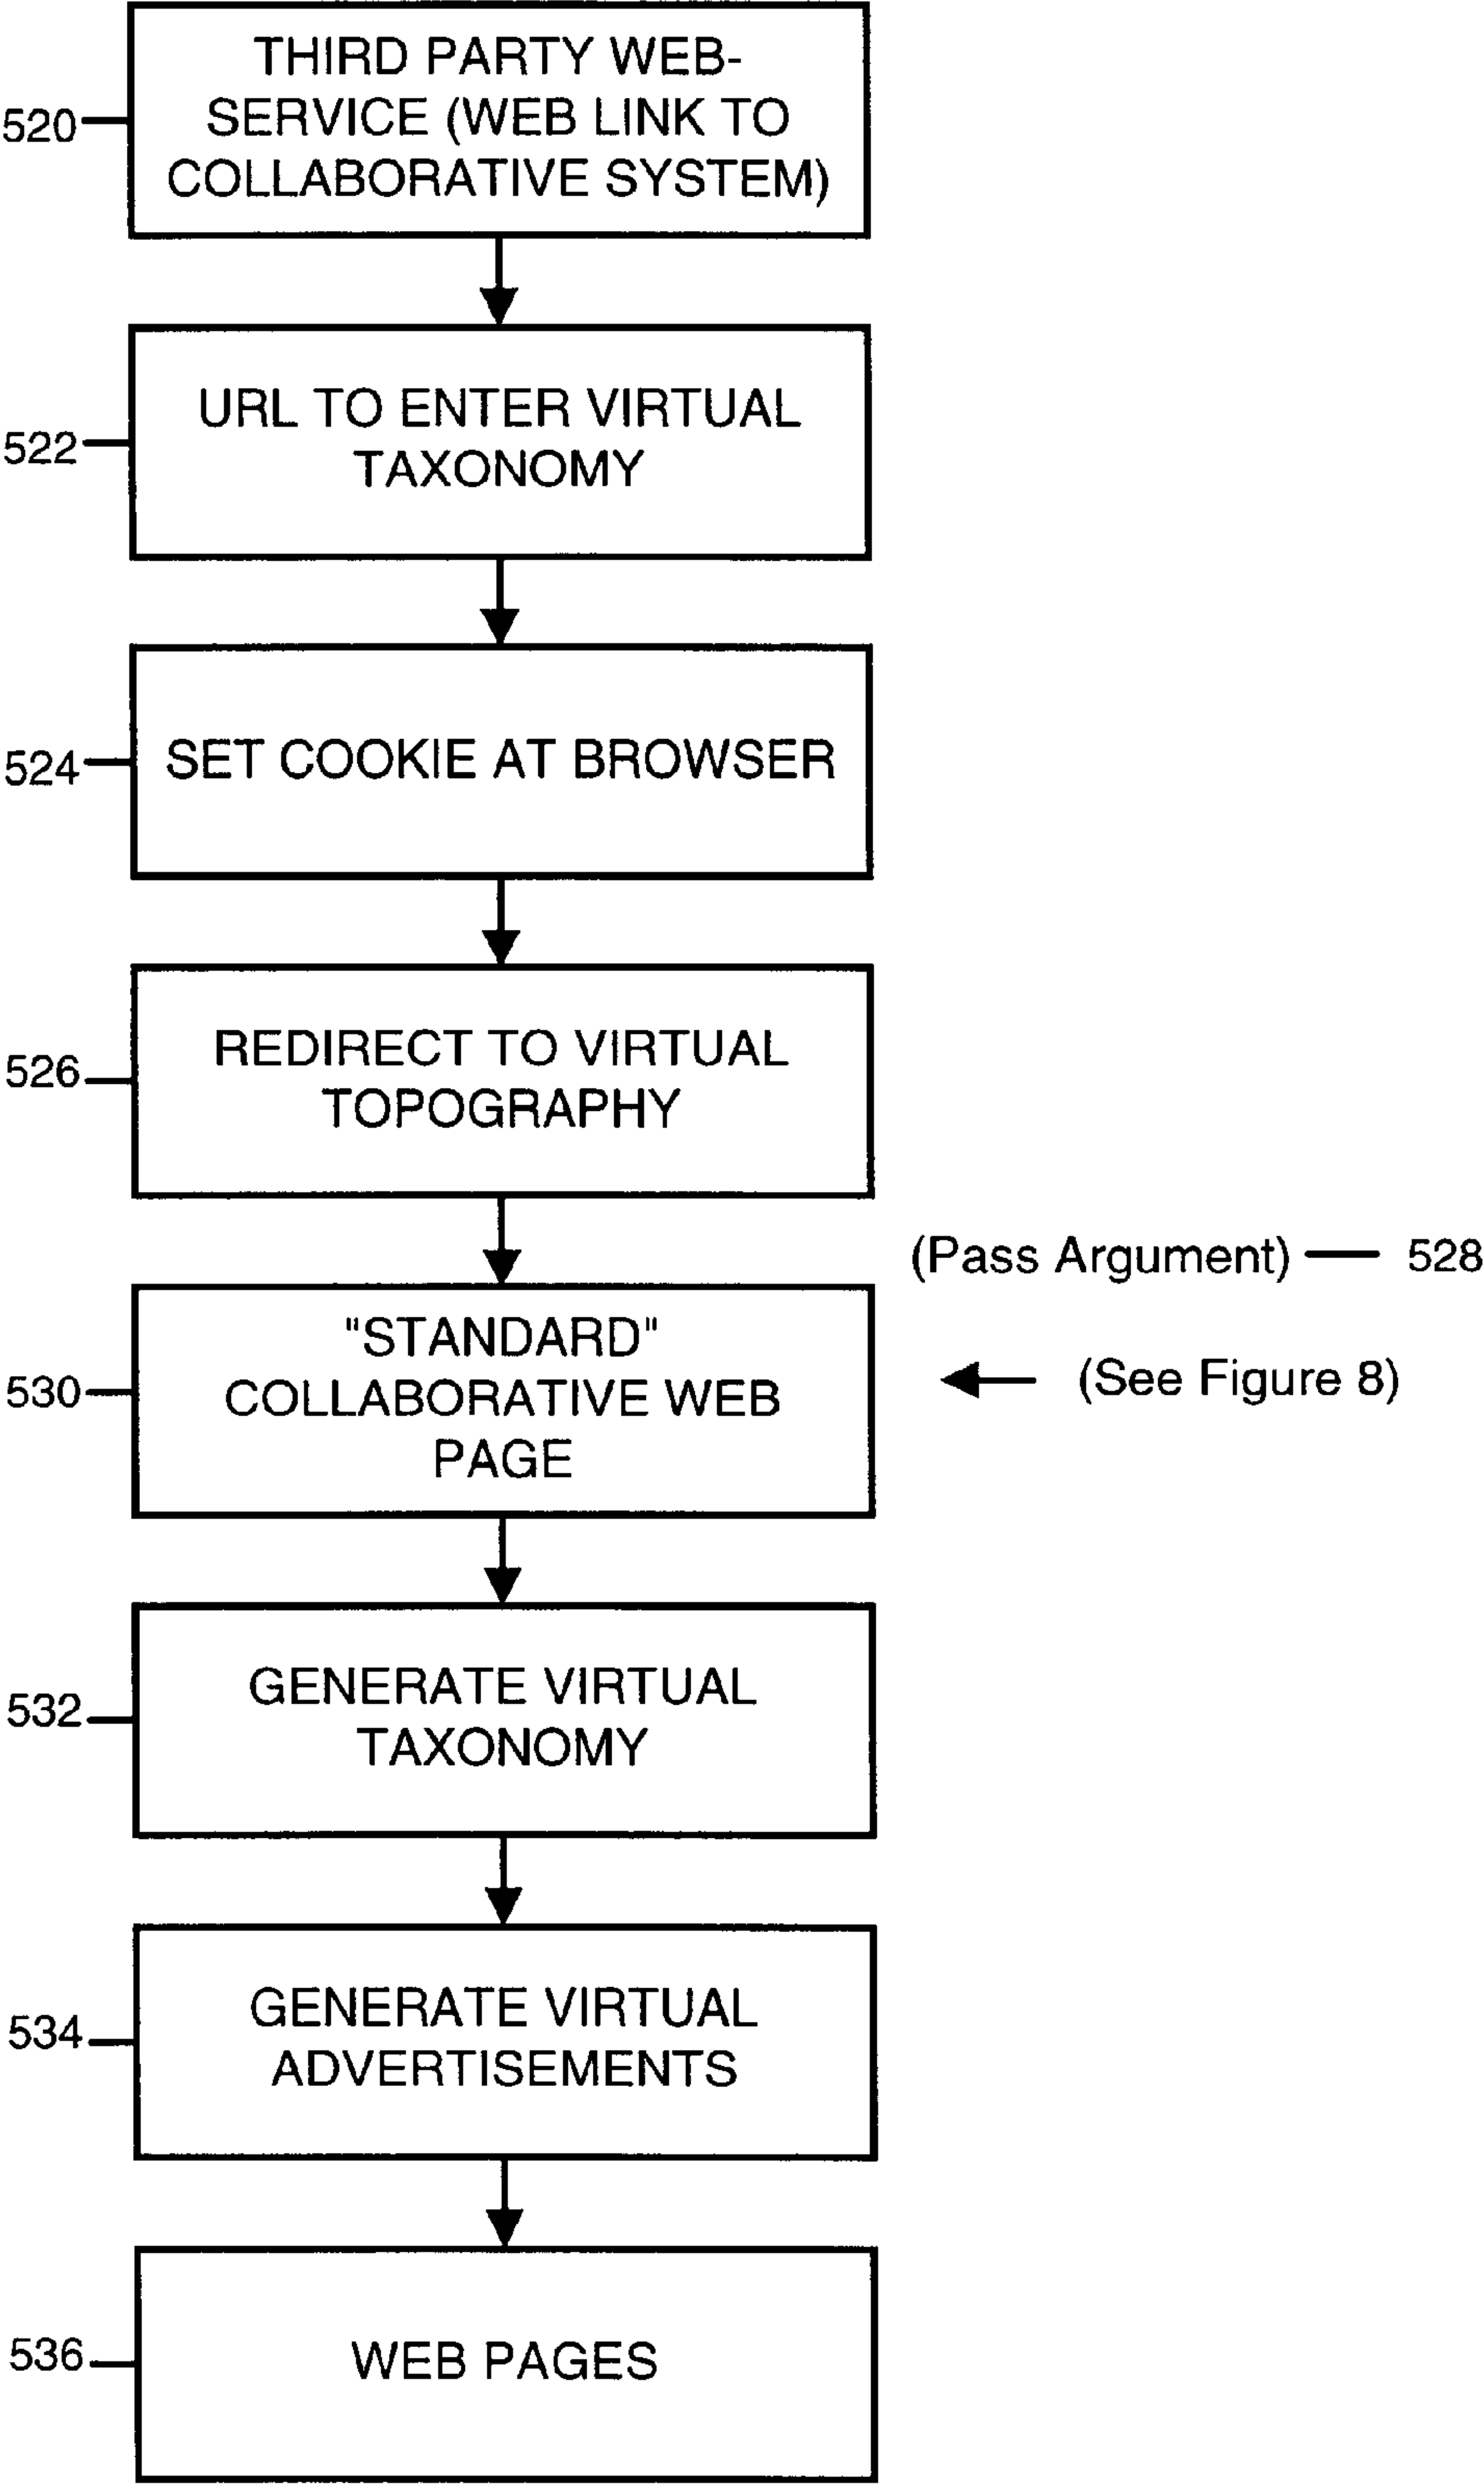 THIRD PARTY WEB-
SERVICE (WEB LINK TO
COLLABORATIVE SYSTEM)
520
URL TO ENTER VIRTUAL
TAXONOMY
522
SET COOKIE AT BROWSER
524
REDIRECT TO VIRTUAL
TOPOGRAPHY
526
(Pass Argument)
528
"STANDARD"
COLLABORATIVE WEB
PAGE
530
(See Figure 8)
GENERATE VIRTUAL
TAXONOMY
532
GENERATE VIRTUAL
ADVERTISEMENTS
534
WEB PAGES
536